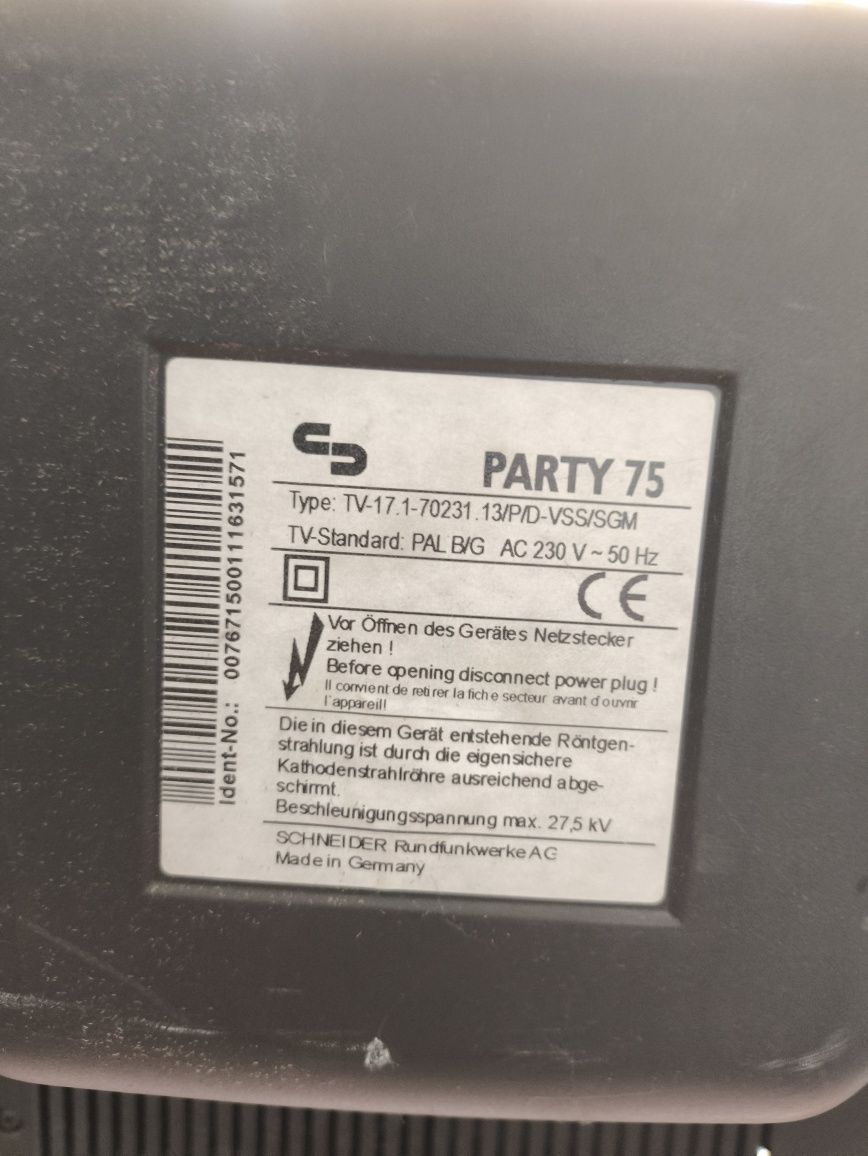 PARTY 75
Type: TV-17.1-70231.13/P/D-VSS/SGM
TV-Standard: PAL B/G AC 230 V ~ 50 Hz
CE
Vor Öffnen des Gerätes Netzstecker
ziehen !
Before opening disconnect power plug !
Il convient de retirer la fiche secteur avant d'ouvrir
l'appareil!
Die in diesem Gerät entstehende Röntgen-
strahlung ist durch die eigensichere
Kathodenstrahlröhre ausreichend abge-
schirmt.
Beschleunigungsspannung max. 27,5 kV
SCHNEIDER Rundfunkwerke AG
Made in Germany
Ident-No.: 00767150011163​1571